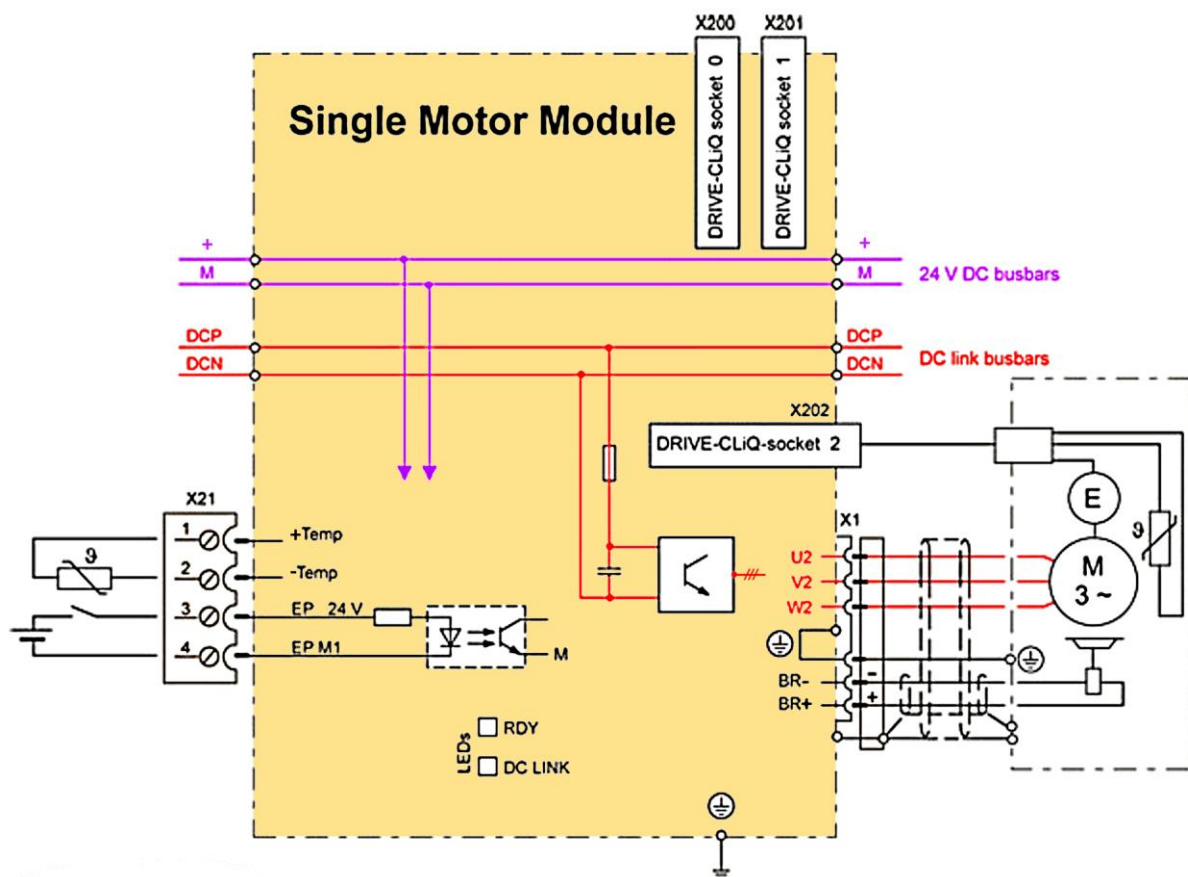 X200
X201
DRIVE-CLiQ socket 0
DRIVE-CLiQ socket 1
Single Motor Module
+
+
M
M
24 V DC busbars
DCP
DCP
DCN
DCN
DC link busbars
X202
DRIVE-CLiQ-socket 2
X21
X1
E
1
+Temp
ϑ
ϑ
2
-Temp
U2
V2
W2
M
3 ~
3
EP 24 V
4
EP M1
M
BR-
-
BR+
+
LEDs
RDY
DC LINK